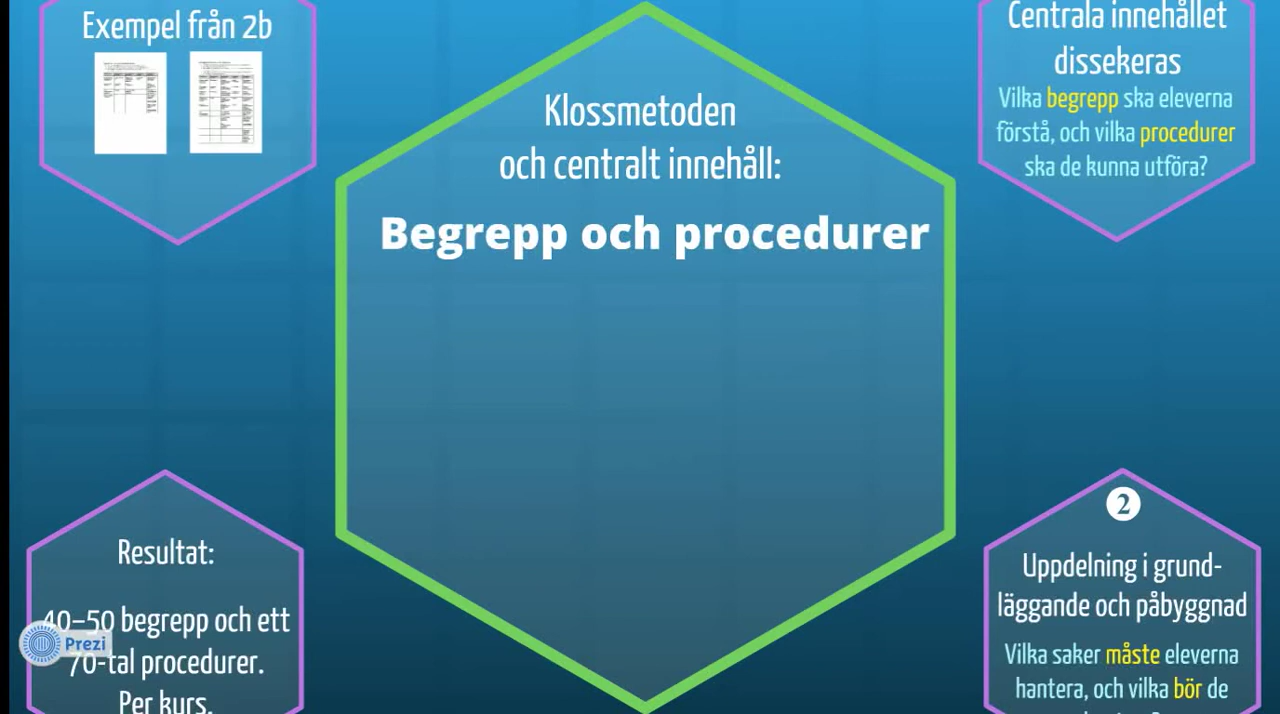 Exempel från 2b
Klossmetoden
och centralt innehåll:
Begrepp och procedurer
Centrala innehållet
dissekeras
Vilka begrepp ska eleverna
förstå, och vilka procedurer
ska de kunna utföra?
Resultat:
40–50 begrepp och ett
70-tal procedurer.
Per kurs.
Prezi
2
Uppdelning i grund-
läggande och påbyggnad
Vilka saker måste eleverna
hantera, och vilka bör de